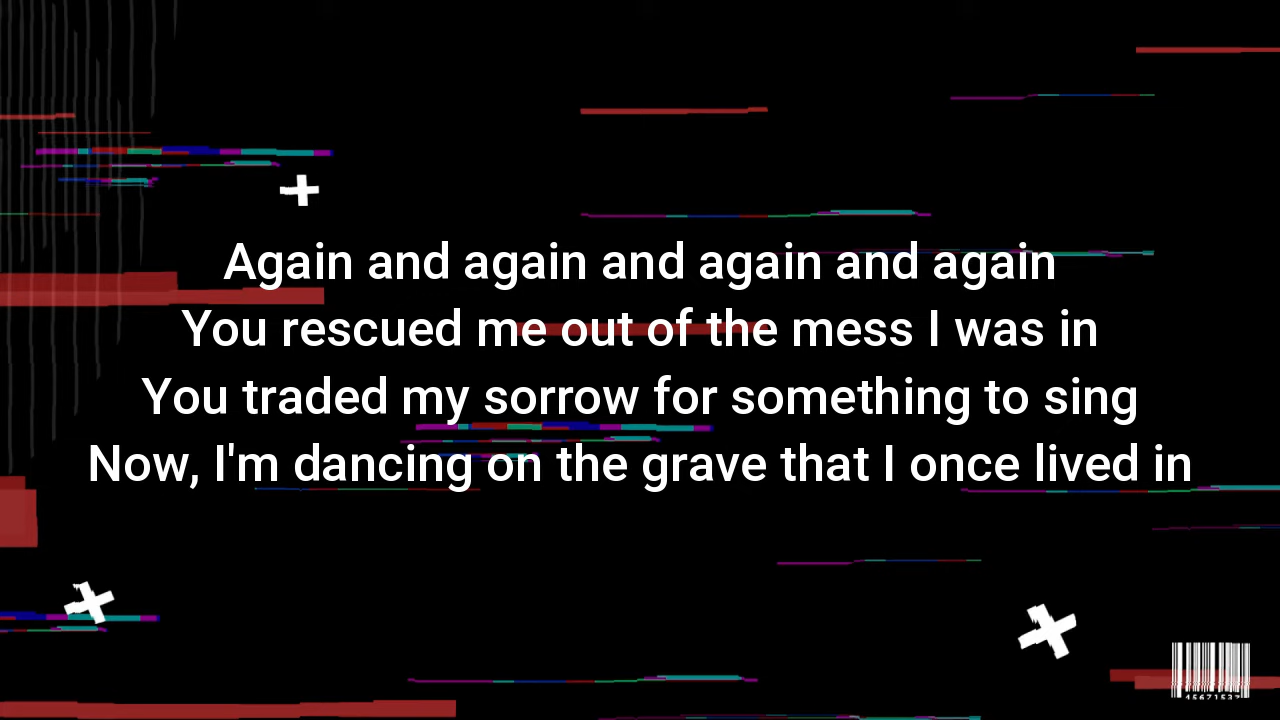 Again and again and again and again
You rescued me out of the mess I was in
You traded my sorrow for something to sing
Now, I'm dancing on the grave that I once lived in